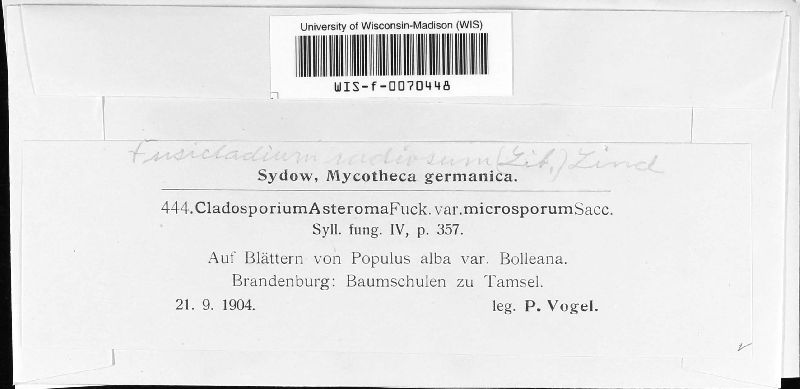 University of Wisconsin-Madison (WIS)
WIS-f-0070448
Fusicladium radiosum (Lib.) Lind
Sydow, Mycotheca germanica.
444. Cladosporium Asteroma Fuck. var. microsporum Sacc.
Syll. fung. IV, p. 357.
Auf Blättern von Populus alba var. Bolleana.
Brandenburg: Baumschulen zu Tamsel.
21. 9. 1904. leg. P. Vogel.